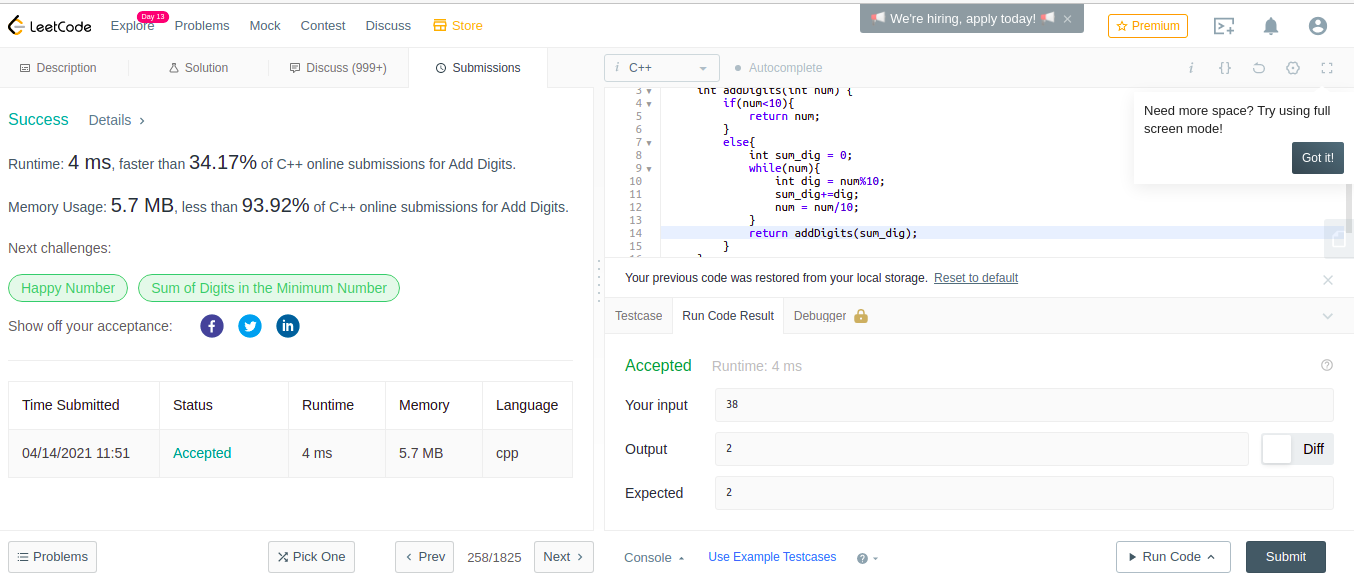 LeetCode Explore Day 13 Problems Mock Contest Discuss Store We're hiring, apply today! × Premium
Description Solution Discuss (999+) Submissions
i C++ Autocomplete i {}
Success Details >
Runtime: 4 ms, faster than 34.17% of C++ online submissions for Add Digits.
Memory Usage: 5.7 MB, less than 93.92% of C++ online submissions for Add Digits.
Next challenges:
Happy Number Sum of Digits in the Minimum Number
Show off your acceptance:
Time Submitted Status Runtime Memory Language
04/14/2021 11:51 Accepted 4 ms 5.7 MB cpp
3 int addDigits(int num) {
4 if(num<10){
5 return num;
6 }
7 else{
8 int sum_dig = 0;
9 while(num){
10 int dig = num%10;
11 sum_dig+=dig;
12 num = num/10;
13 }
14 return addDigits(sum_dig);
15 }
Need more space? Try using full
screen mode!
Got it!
Your previous code was restored from your local storage. Reset to default
Testcase Run Code Result Debugger
Accepted Runtime: 4 ms
Your input 38
Output 2 Diff
Expected 2
Problems Pick One < Prev 258/1825 Next >
Console Use Example Testcases Run Code Submit